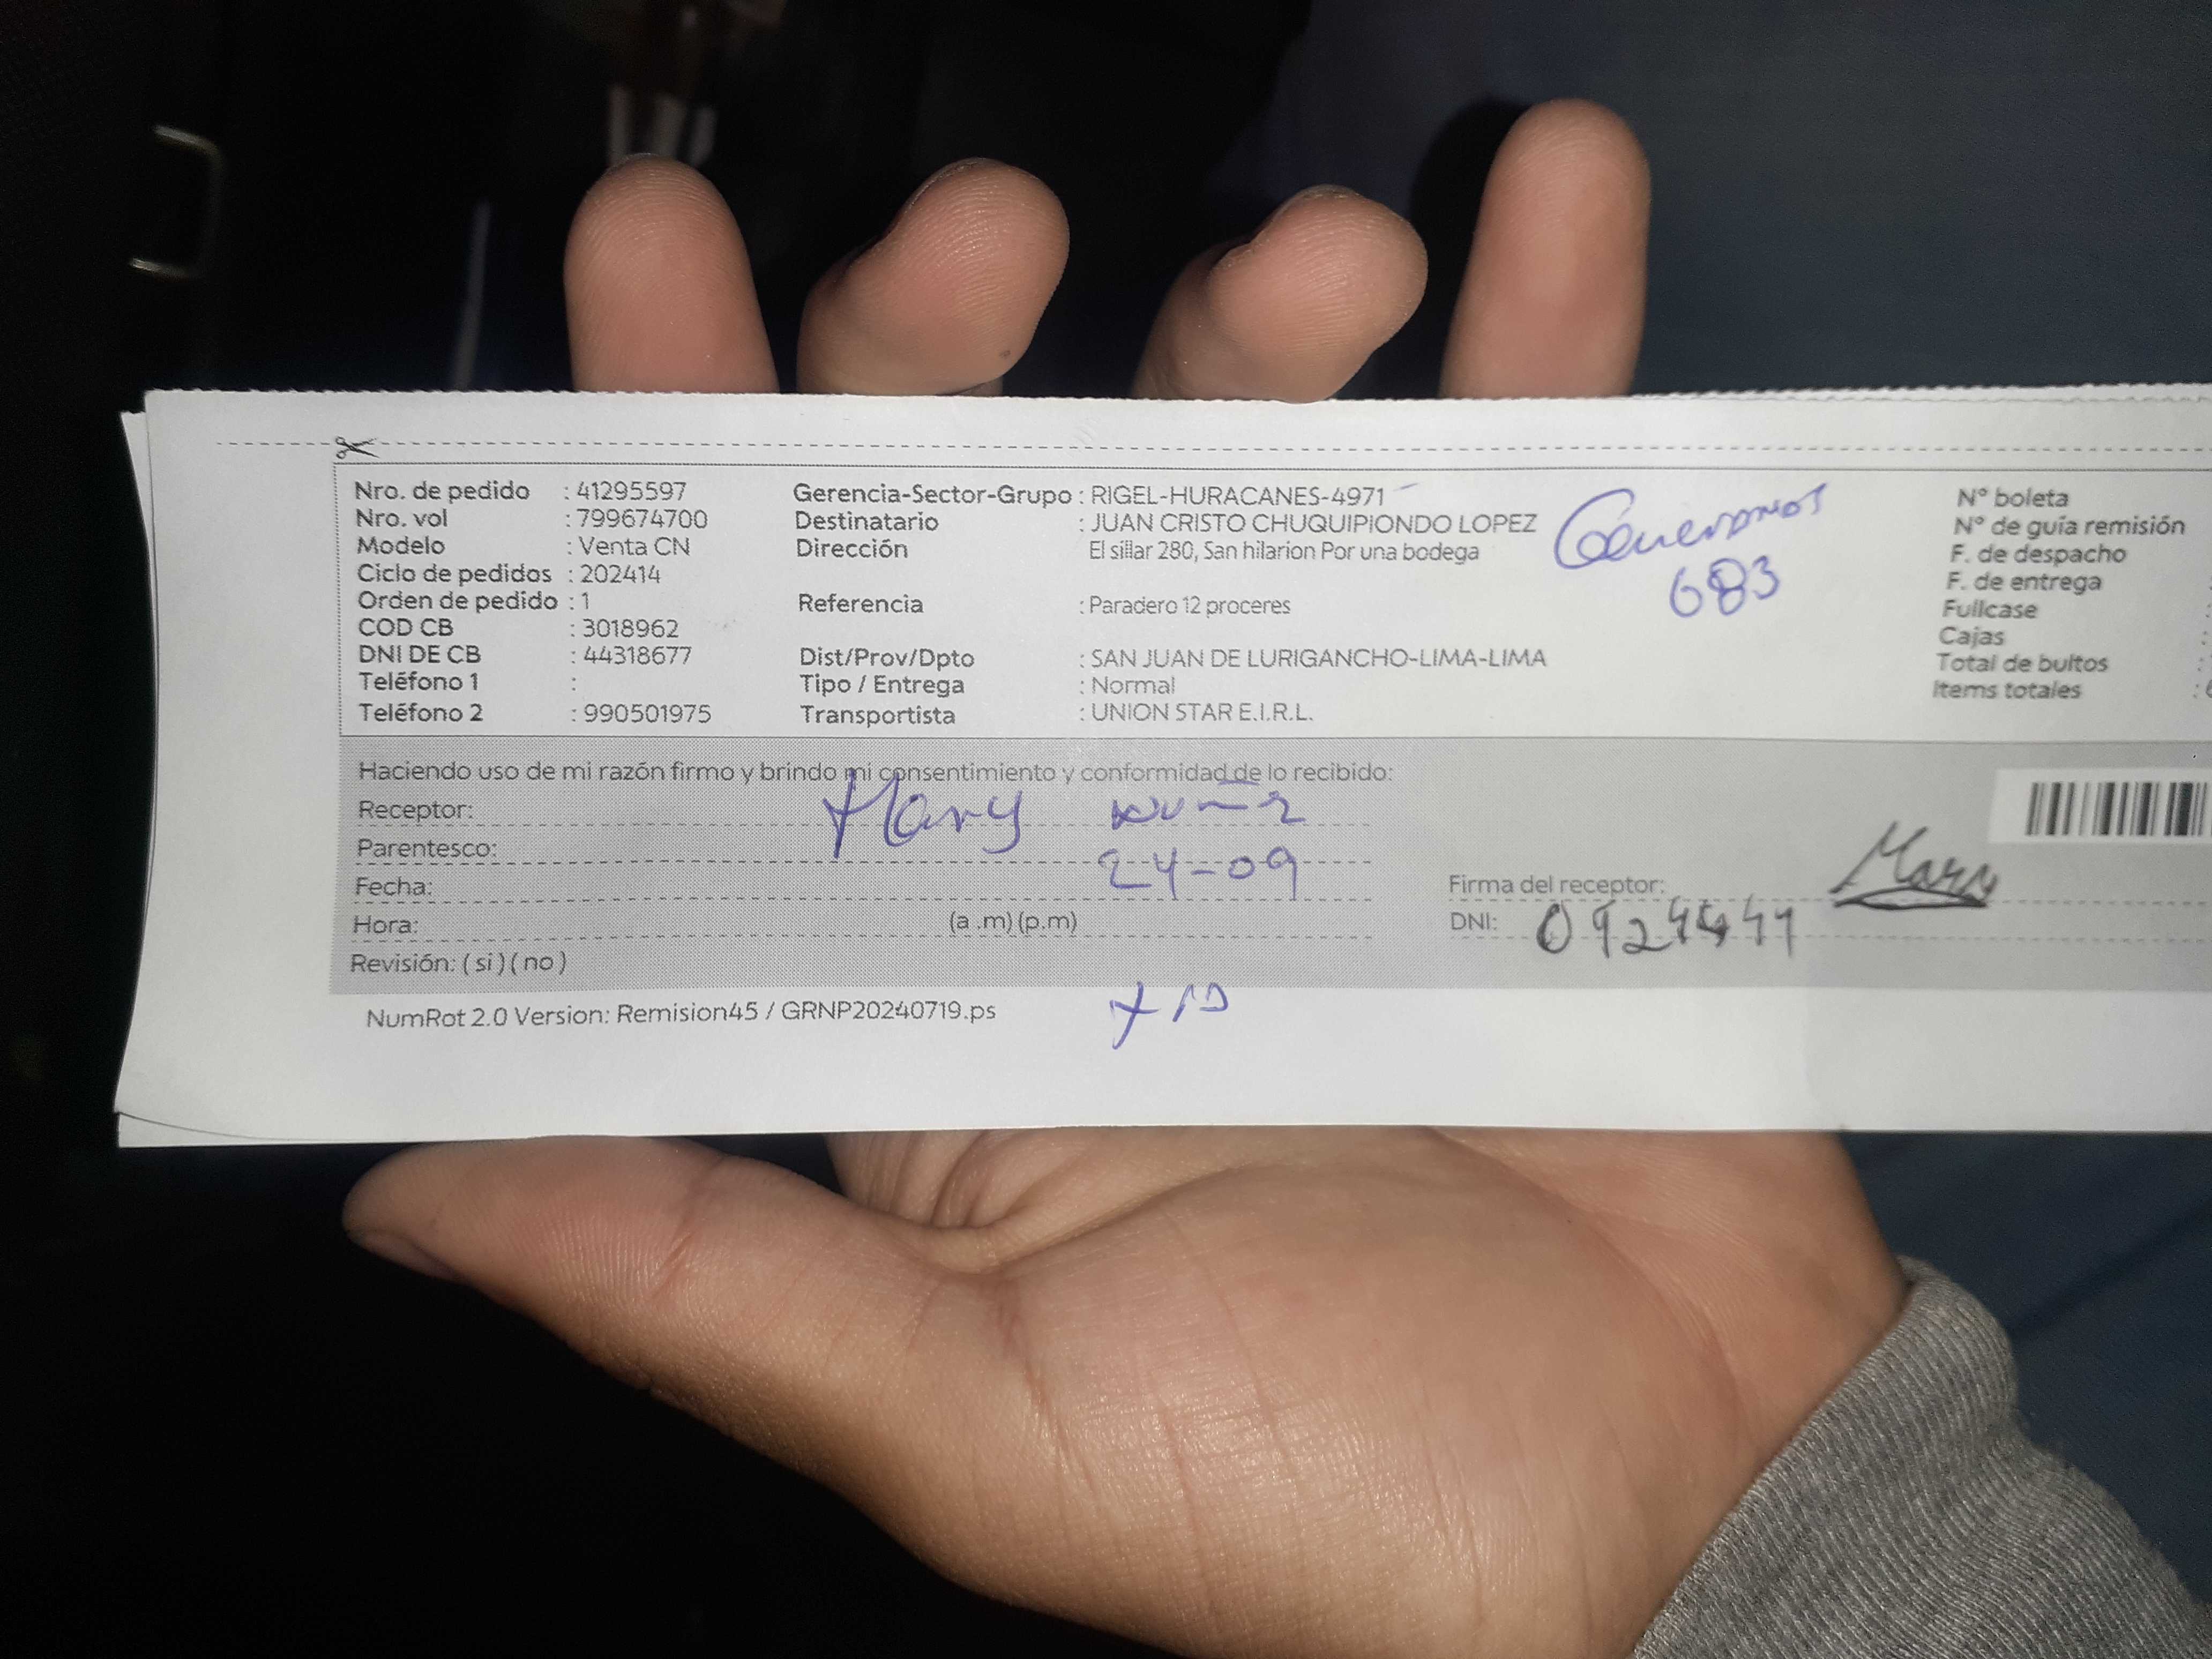 Nro. de pedido : 41295597
Nro. vol : 799674700
Modelo : Venta CN
Ciclo de pedidos : 202414
Orden de pedido : 1
COD CB : 3018962
DNI DE CB : 44318677
Teléfono 1 :
Teléfono 2 : 990501975
Gerencia-Sector-Grupo : RIGEL-HURACANES-4971
Destinatario : JUAN CRISTO CHUQUIPIONDO LOPEZ
Dirección El sillar 280, San hilarion Por una bodega
Referencia : Paradero 12 proceres
Dist/Prov/Dpto : SAN JUAN DE LURIGANCHO-LIMA-LIMA
Tipo / Entrega : Normal
Transportista : UNION STAR E.I.R.L.
683
N° boleta
N° de guía remisión
F. de despacho
F. de entrega
Fullcase :
Cajas :
Total de bultos :
Items totales :
Haciendo uso de mi razón firmo y brindo mi consentimiento y conformidad de lo recibido:
Receptor: Mary
Parentesco:
Fecha: 24-09
Hora: (a .m) (p.m)
Revisión: ( si ) ( no )
Firma del receptor: Mary
DNI:
NumRot 2.0 Version: Remision45 / GRNP20240719.ps